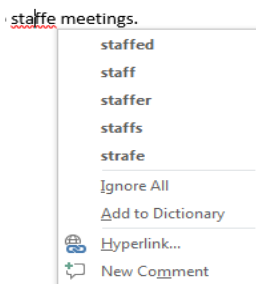 staffe meetings.
staffed
staff
staffer
staffs
strafe
Ignore All
Add to Dictionary
Hyperlink...
New Comment